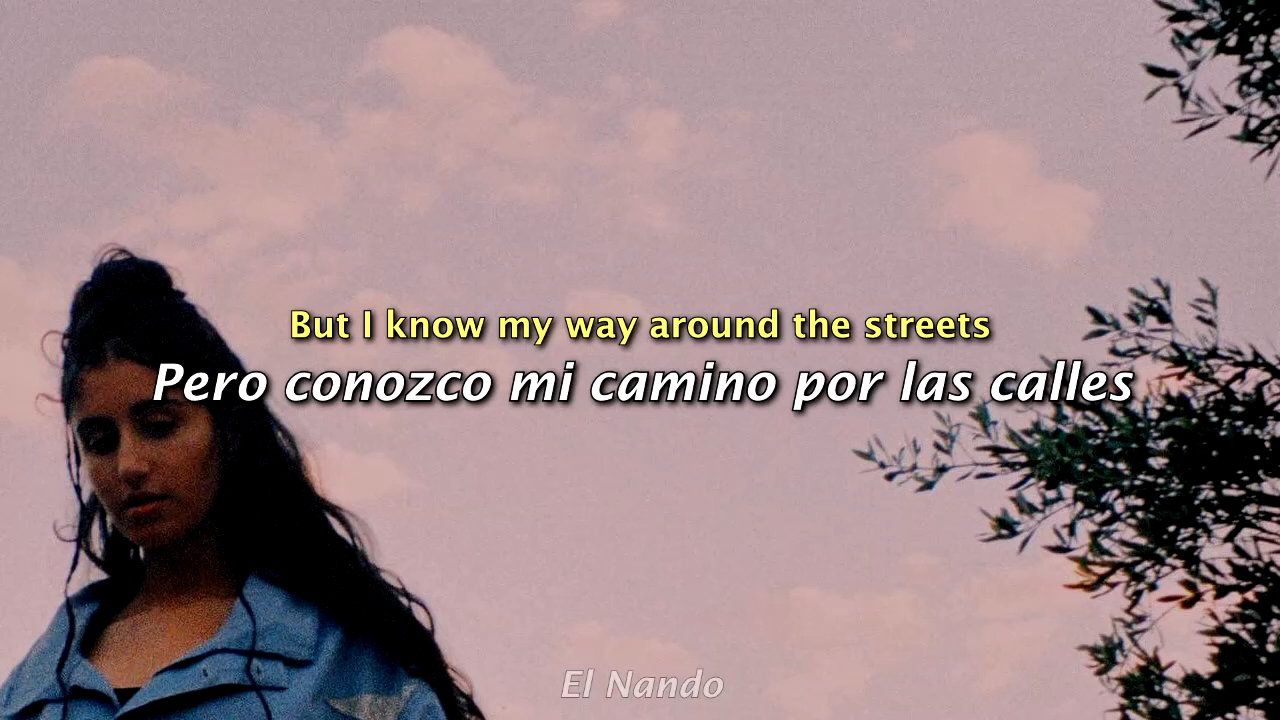 But I know my way around the streets
Pero conozco mi camino por las calles
El Nando